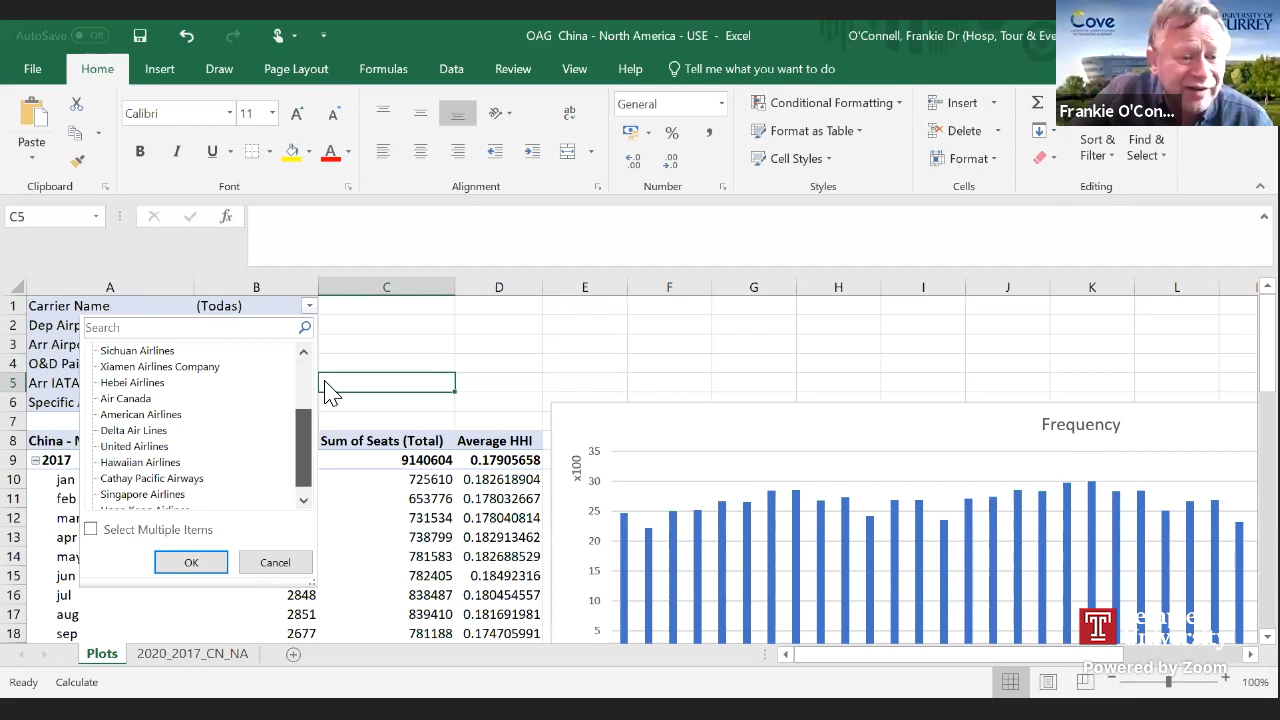 AutoSave Off
OAG China - North America - USE - Excel
O'Connell, Frankie Dr (Hosp, Tour & Eve
Cove
UNIVERSITY OF
SURREY
Frankie O'Con...
File Home Insert Draw Page Layout Formulas Data Review View Help Tell me what you want to do
Paste
Calibri 11
B I U
ab
General
% ,
Conditional Formatting
Format as Table
Cell Styles
Insert
Delete
Format
Σ
Sort &
Filter
Find &
Select
Clipboard Font Alignment Number Styles Cells Editing
C5
fx
A B C D E F G H I J K L
1 Carrier Name (Todas)
2 Dep Airp
3 Arr Airpo
4 O&D Pai
5 Arr IATA
6 Specific A
7
Search
Sichuan Airlines
Xiamen Airlines Company
Hebei Airlines
Air Canada
American Airlines
Delta Air Lines
United Airlines
Hawaiian Airlines
Cathay Pacific Airways
Singapore Airlines
Select Multiple Items
OK Cancel
8 China - N Sum of Seats (Total) Average HHI
9 2017 9140604 0.17905658
10 jan 725610 0.182618904
11 feb 653776 0.178032667
12 mar 731534 0.178040814
13 apr 738799 0.182913462
14 may 781583 0.182688529
15 jun 782405 0.18492316
16 jul 2848 838487 0.180454557
17 aug 2851 839410 0.181691981
18 sep 2677 781188 0.174705991
Frequency
x100
35
30
25
20
15
10
5
Plots 2020_2017_CN_NA
Ready Calculate
100%
Temple
University
Powered by Zoom